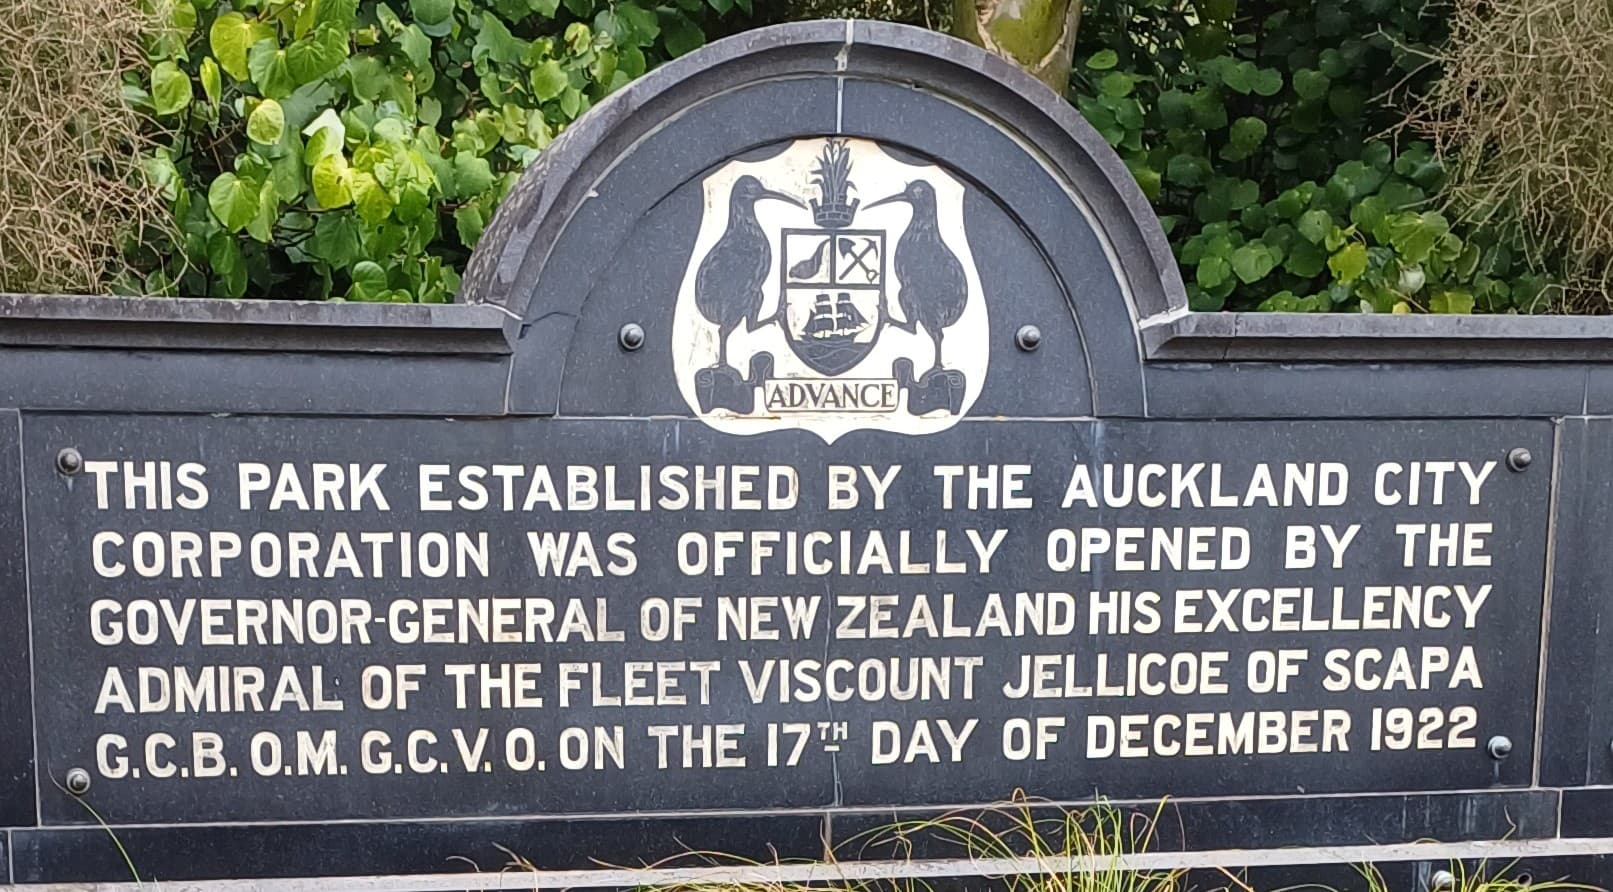 ADVANCE
THIS PARK ESTABLISHED BY THE AUCKLAND CITY
CORPORATION WAS OFFICIALLY OPENED BY THE
GOVERNOR-GENERAL OF NEW ZEALAND HIS EXCELLENCY
ADMIRAL OF THE FLEET VISCOUNT JELLICOE OF SCAPA
G.C.B. O.M. G.C.V.O. ON THE 17TH DAY OF DECEMBER 1922